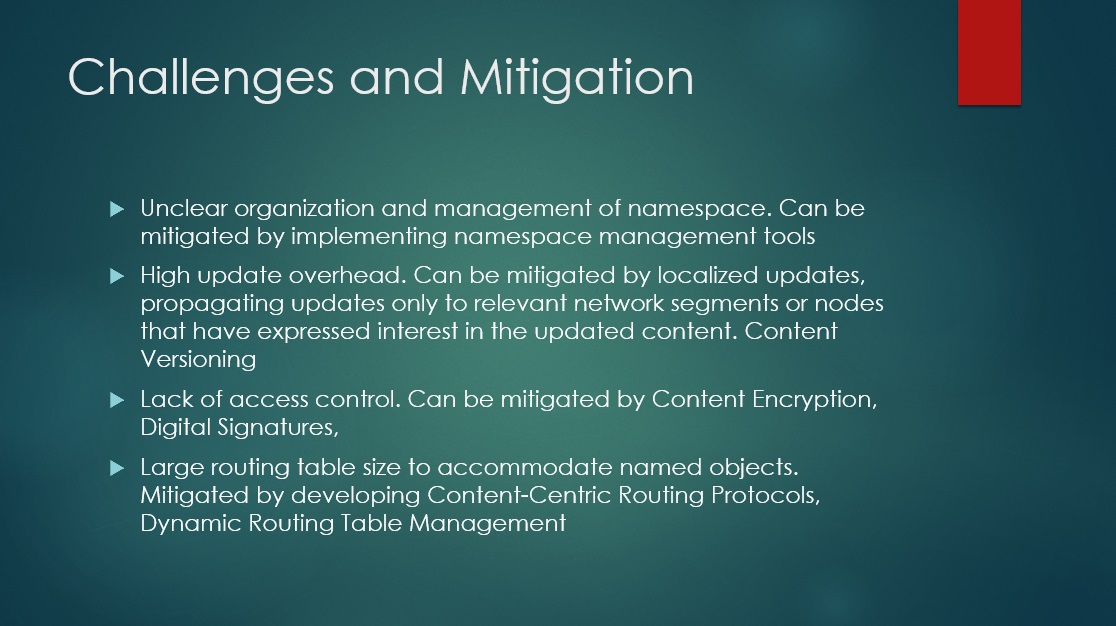 Challenges and Mitigation
Unclear organization and management of namespace. Can be
mitigated by implementing namespace management tools
High update overhead. Can be mitigated by localized updates,
propagating updates only to relevant network segments or nodes
that have expressed interest in the updated content. Content
Versioning
Lack of access control. Can be mitigated by Content Encryption,
Digital Signatures,
Large routing table size to accommodate named objects.
Mitigated by developing Content-Centric Routing Protocols,
Dynamic Routing Table Management